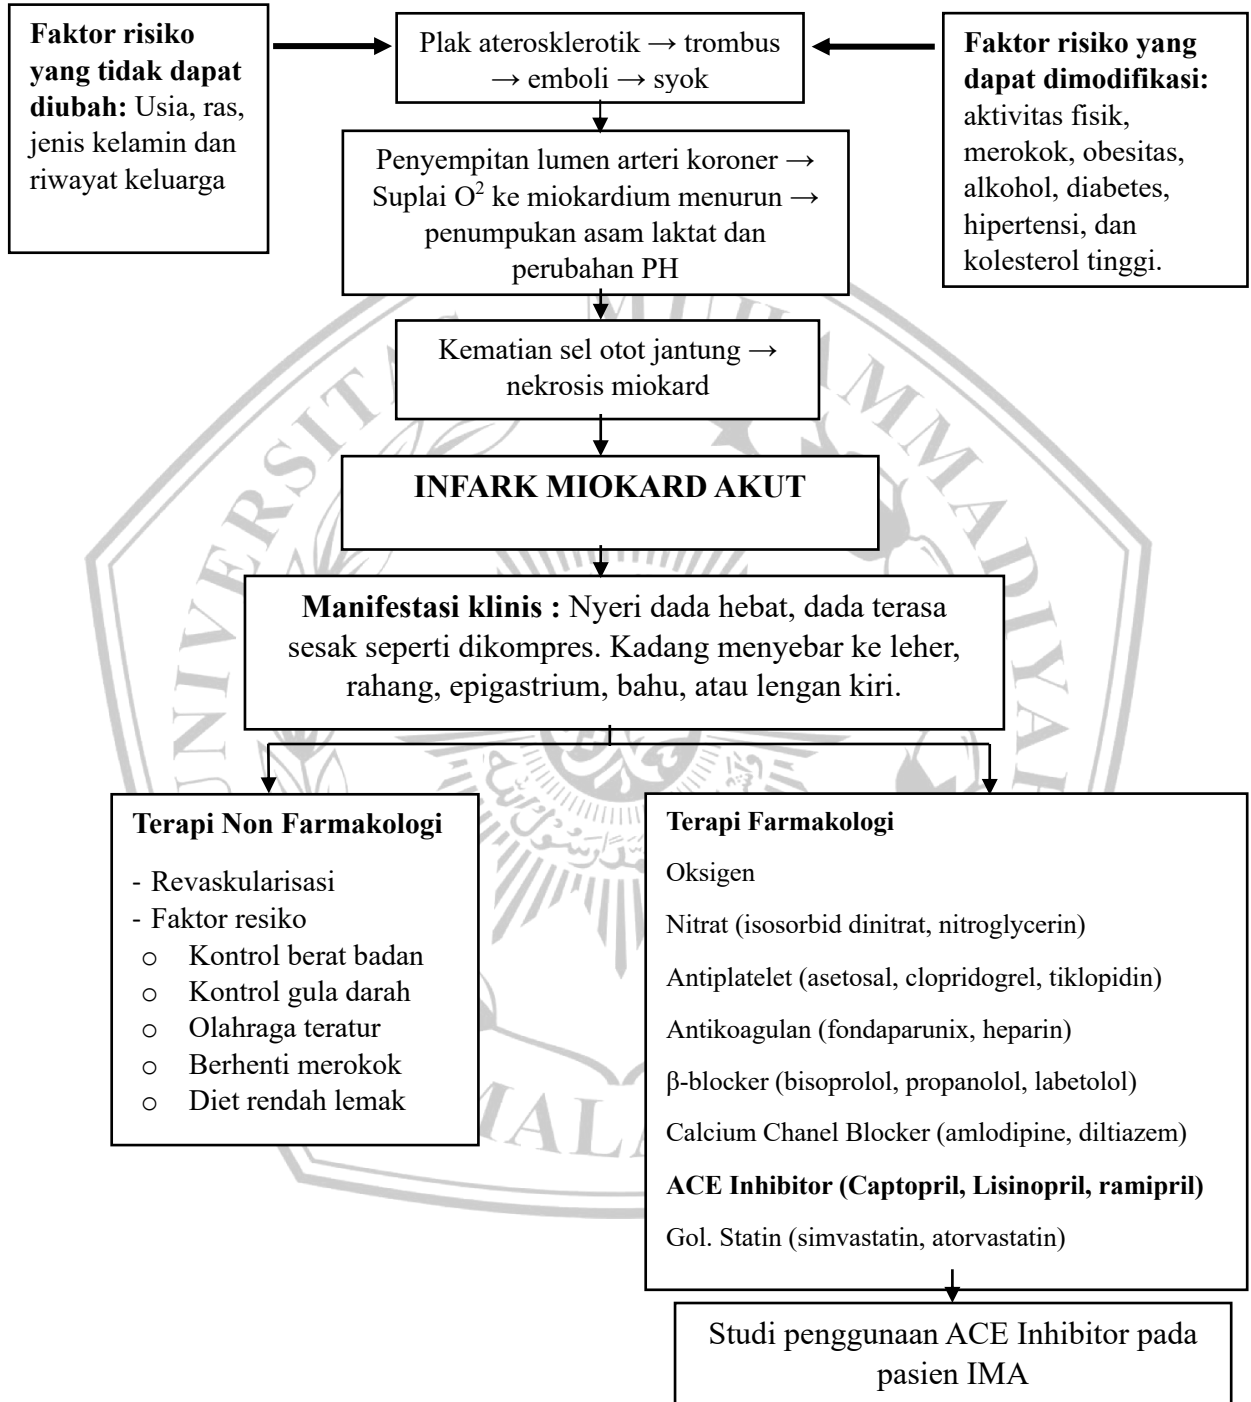 Faktor risiko
yang tidak dapat
diubah: Usia, ras,
jenis kelamin dan
riwayat keluarga
Plak aterosklerotik → trombus
→ emboli → syok
Faktor risiko yang
dapat dimodifikasi:
aktivitas fisik,
merokok, obesitas,
alkohol, diabetes,
hipertensi, dan
kolesterol tinggi.
Penyempitan lumen arteri koroner →
Suplai O² ke miokardium menurun →
penumpukan asam laktat dan
perubahan PH
Kematian sel otot jantung →
nekrosis miokard
INFARK MIOKARD AKUT
Manifestasi klinis : Nyeri dada hebat, dada terasa
sesak seperti dikompres. Kadang menyebar ke leher,
rahang, epigastrium, bahu, atau lengan kiri.
Terapi Non Farmakologi
- Revaskularisasi
- Faktor resiko
o Kontrol berat badan
o Kontrol gula darah
o Olahraga teratur
o Berhenti merokok
o Diet rendah lemak
Terapi Farmakologi
Oksigen
Nitrat (isosorbid dinitrat, nitroglycerin)
Antiplatelet (asetosal, clopridogrel, tiklopidin)
Antikoagulan (fondaparunix, heparin)
β-blocker (bisoprolol, propanolol, labetolol)
Calcium Chanel Blocker (amlodipine, diltiazem)
ACE Inhibitor (Captopril, Lisinopril, ramipril)
Gol. Statin (simvastatin, atorvastatin)
Studi penggunaan ACE Inhibitor pada
pasien IMA
UNIVERSITAS MUHAMMADIYAH